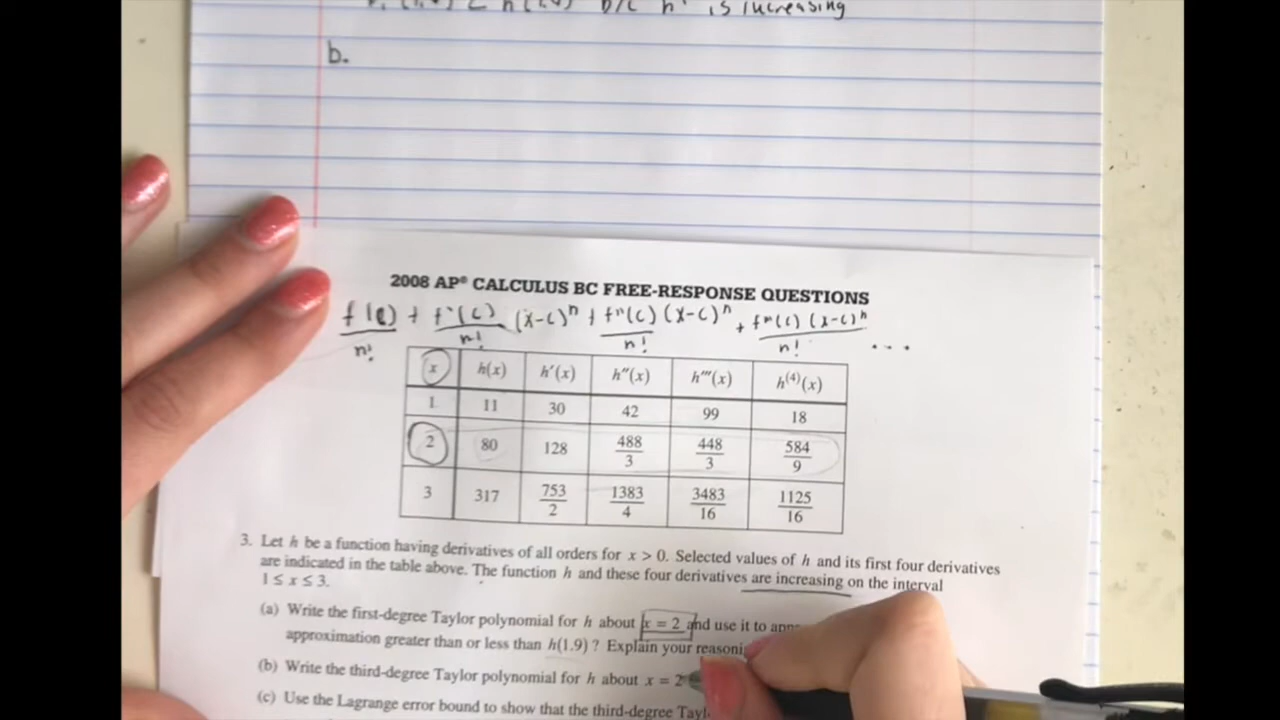 h(1.9) b/c h' is increasing
b.
2008 AP® CALCULUS BC FREE-RESPONSE QUESTIONS
f(c) + f'(c) (x-c)ⁿ + f''(c) (x-c)ⁿ + f'''(c) (x-c)ⁿ
n! n! n! n! ...
x h(x) h′(x) h″(x) h‴(x) h⁽⁴⁾(x)
1 11 30 42 99 18
2 80 128 488/3 448/3 584/9
3 317 753/2 1383/4 3483/16 1125/16
3. Let h be a function having derivatives of all orders for x > 0. Selected values of h and its first four derivatives
are indicated in the table above. The function h and these four derivatives are increasing on the interval
1 ≤ x ≤ 3.
(a) Write the first-degree Taylor polynomial for h about x = 2 and use it to
approximation greater than or less than h(1.9) ? Explain your
(b) Write the third-degree Taylor polynomial for h about x = 2
(c) Use the Lagrange error bound to show that the third-degree